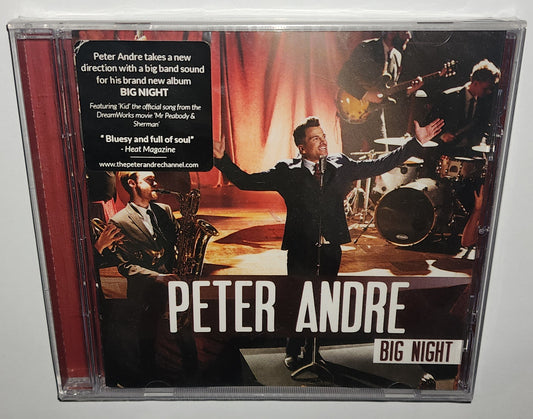 Peter Andre takes a new
direction with a big band sound
for his brand new album
BIG NIGHT
Featuring 'Kid' the official song from the
DreamWorks movie 'Mr Peabody &
Sherman'
" Bluesy and full of soul"
- Heat Magazine
www.thepeterandrechannel.com
PETER ANDRE
BIG NIGHT